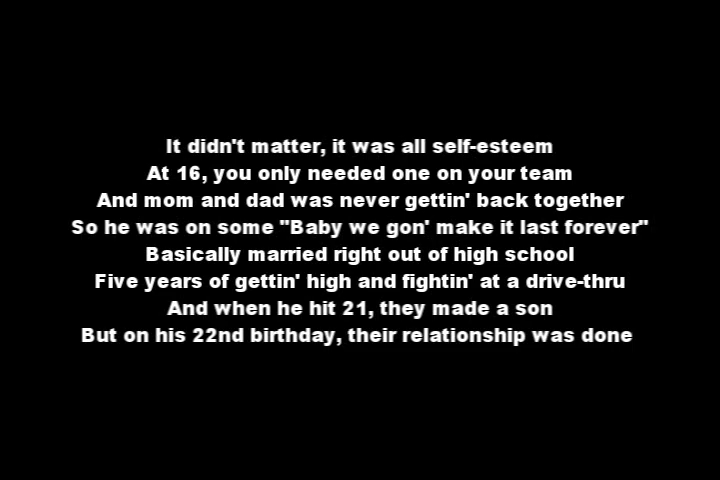 It didn't matter, it was all self-esteem
At 16, you only needed one on your team
And mom and dad was never gettin' back together
So he was on some "Baby we gon' make it last forever"
Basically married right out of high school
Five years of gettin' high and fightin' at a drive-thru
And when he hit 21, they made a son
But on his 22nd birthday, their relationship was done